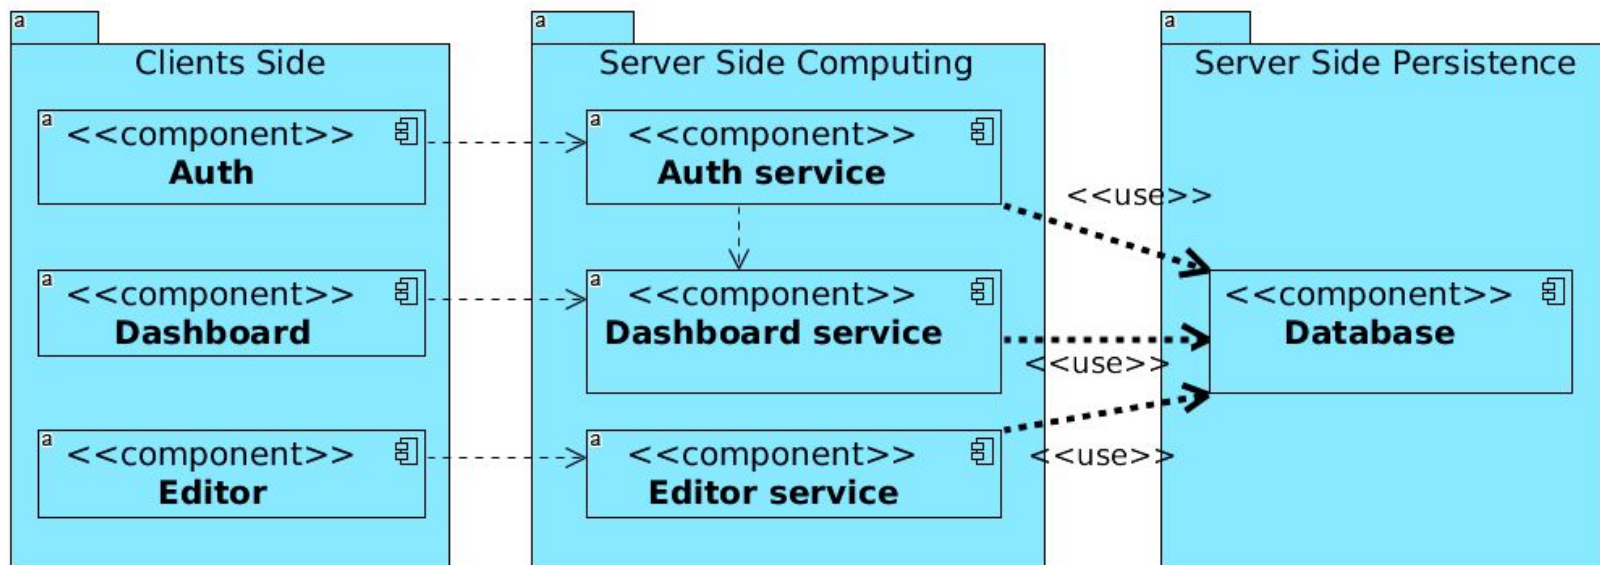 a
Clients Side
a
<<component>>
Auth
a
<<component>>
Dashboard
a
<<component>>
Editor
a
Server Side Computing
a
<<component>>
Auth service
a
<<component>>
Dashboard service
a
<<component>>
Editor service
<<use>>
<<use>>
<<use>>
a
Server Side Persistence
<<component>>
Database